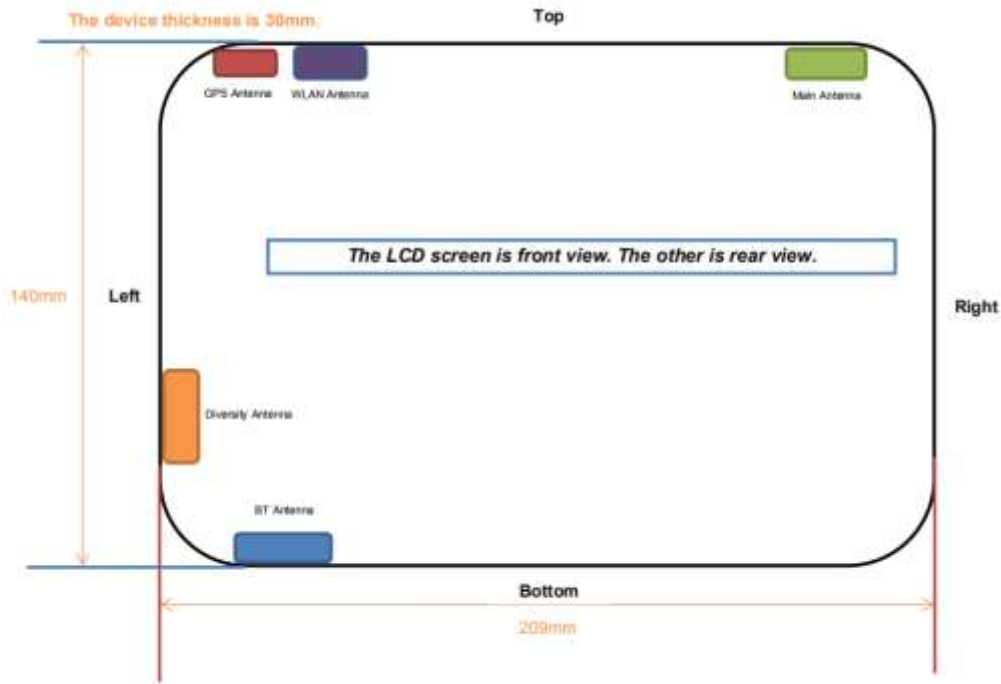 The device thickness is 30mm.
Top
GPS Antenna
WLAN Antenna
Main Antenna
The LCD screen is front view. The other is rear view.
140mm
Left
Right
Diversity Antenna
BT Antenna
Bottom
209mm